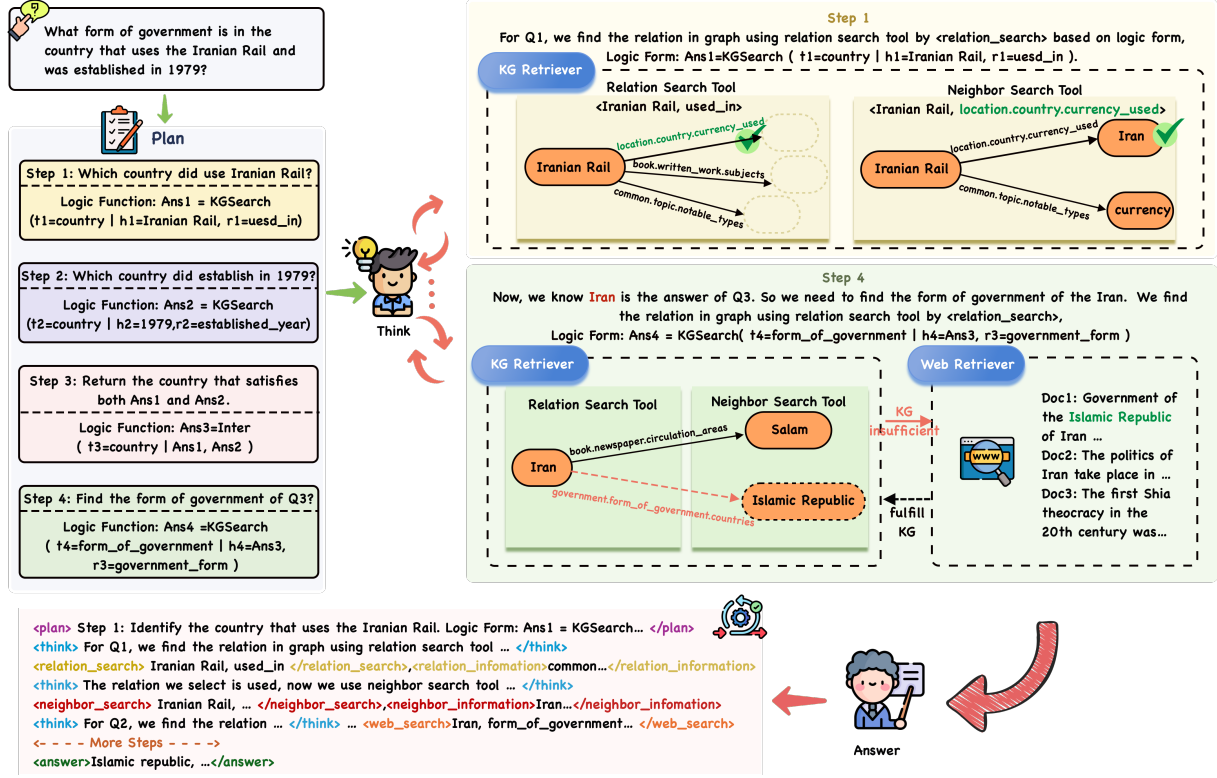 ?
What form of government is in the
country that uses the Iranian Rail and
was established in 1979?
Plan
Step 1: Which country did use Iranian Rail?
Logic Function: Ans1 = KGSearch
(t1=country | h1=Iranian Rail, r1=uesd_in)
Step 2: Which country did establish in 1979?
Logic Function: Ans2 = KGSearch
(t2=country | h2=1979,r2=established_year)
Step 3: Return the country that satisfies
both Ans1 and Ans2.
Logic Function: Ans3=Inter
( t3=country | Ans1, Ans2 )
Step 4: Find the form of government of Q3?
Logic Function: Ans4 =KGSearch
( t4=form_of_government | h4=Ans3,
r3=government_form )
Think
Step 1
For Q1, we find the relation in graph using relation search tool by <relation_search> based on logic form,
Logic Form: Ans1=KGSearch ( t1=country | h1=Iranian Rail, r1=uesd_in ).
KG Retriever
Relation Search Tool
<Iranian Rail, used_in>
Iranian Rail
location.country.currency_used
book.written_work.subjects
common.topic.notable_types
Neighbor Search Tool
<Iranian Rail, location.country.currency_used>
Iranian Rail
location.country.currency_used
common.topic.notable_types
Iran
currency
Step 4
Now, we know Iran is the answer of Q3. So we need to find the form of government of the Iran. We find
the relation in graph using relation search tool by <relation_search>,
Logic Form: Ans4 = KGSearch( t4=form_of_government | h4=Ans3, r3=government_form )
KG Retriever
Relation Search Tool
Neighbor Search Tool
Iran
book.newspaper.circulation_areas
government.form_of_government.countries
Salam
Islamic Republic
KG
insufficient
fulfill
KG
Web Retriever
WWW
Doc1: Government of
the Islamic Republic
of Iran ...
Doc2: The politics of
Iran take place in ...
Doc3: The first Shia
theocracy in the
20th century was...
<plan> Step 1: Identify the country that uses the Iranian Rail. Logic Form: Ans1 = KGSearch... </plan>
<think> For Q1, we find the relation in graph using relation search tool ... </think>
<relation_search> Iranian Rail, used_in </relation_search>,<relation_infomation>common...</relation_information>
<think> The relation we select is used, now we use neighbor search tool ... </think>
<neighbor_search> Iranian Rail, ... </neighbor_search>,<neighbor_information>Iran...</neighbor_infomation>
<think> For Q2, we find the relation ... </think> ... <web_search>Iran, form_of_government... </web_search>
<- - - - More Steps - - - ->
<answer>Islamic republic, ...</answer>
Answer